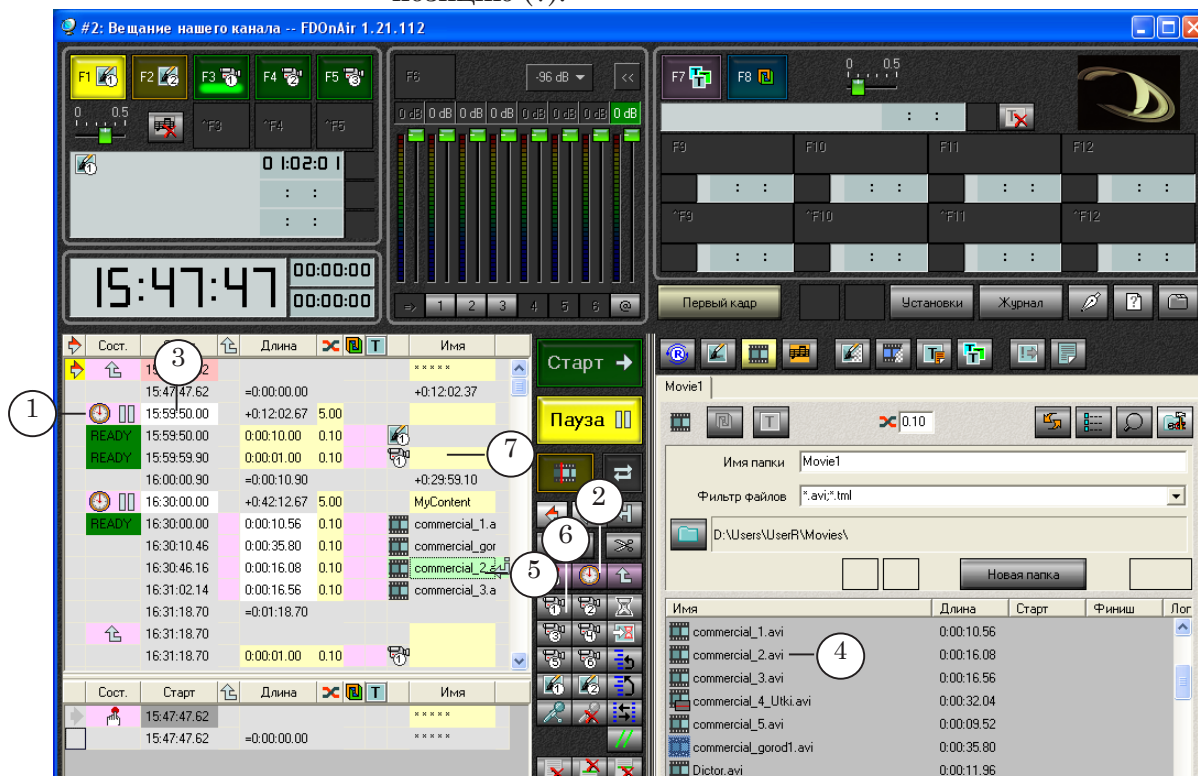 позицию (7).
#2: Вещание нашего канала -- FDOnAir 1.21.112
F1 F2 F3 F4 F5
F6 -96 dB <<
F7 F8 0 0.5
0 0.5 ^F3 ^F4 ^F5
0 dB 0 dB 0 dB 0 dB 0 dB 0 dB 0 dB 0 dB
01:02:01
: :
: :
: :
F9 F10 F11 F12
: : : : : : : :
^F9 ^F10 ^F11 ^F12
: : : : : : : :
15:47:47 00:00:00
00:00:00
=> 1 2 3 4 5 6 @
Первый кадр Установки Журнал
Сост. Длина Имя
*****
15:47:47.62 =0:00:00.00 +0:12:02.37
15:59:50.00 +0:12:02.67 5.00
READY 15:59:50.00 0:00:10.00 0.10
READY 15:59:59.90 0:00:01.00 0.10
16:00:00.90 =0:00:10.90 +0:29:59.10
16:30:00.00 +0:42:12.67 5.00 MyContent
READY 16:30:00.00 0:00:10.56 0.10 commercial_1.a
16:30:10.46 0:00:35.80 0.10 commercial_gor
16:30:46.16 0:00:16.08 0.10 commercial_2.
16:31:02.14 0:00:16.56 0.10 commercial_3.a
16:31:18.70 =0:01:18.70
16:31:18.70
16:31:18.70 0:00:01.00 0.10
Сост. Старт Длина T Имя
15:47:47.62 *****
15:47:47.62 =0:00:00.00 *****
Старт
Пауза
1
3
7
2
6
5
4
Movie1
0.10
Имя папки Movie1
Фильтр файлов *.avi;*.tml
D:\Users\UserR\Movies\
Новая папка
Имя Длина Старт Финиш Лог
commercial_1.avi 0:00:10.56
commercial_2.avi 0:00:16.08
commercial_3.avi 0:00:16.56
commercial_4_Utki.avi 0:00:32.04
commercial_5.avi 0:00:09.52
commercial_gorod1.avi 0:00:35.80
Dictor.avi 0:00:11.96